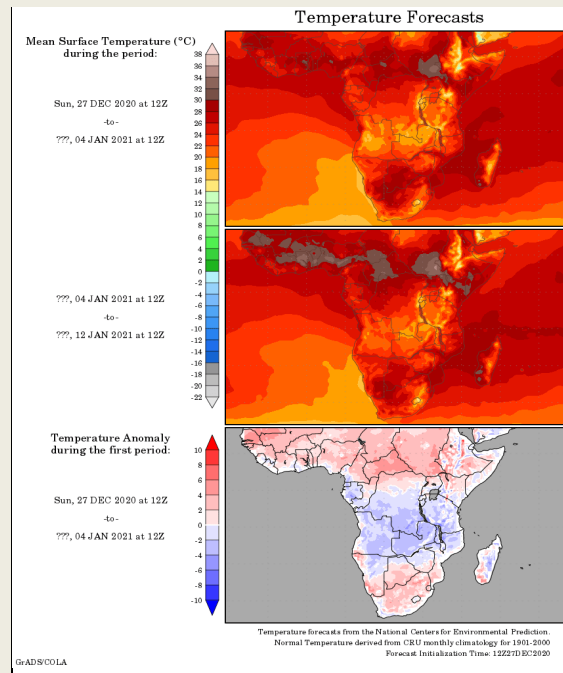 Temperature Forecasts
Mean Surface Temperature (°C)
during the period:
Sun, 27 DEC 2020 at 12Z
-to-
???, 04 JAN 2021 at 12Z
38
36
34
32
30
28
26
24
22
20
18
16
14
12
10
8
6
4
2
0
-2
-4
-6
-8
-10
-12
-14
-16
-18
-20
-22
???, 04 JAN 2021 at 12Z
-to-
???, 12 JAN 2021 at 12Z
Temperature Anomaly
during the first period:
Sun, 27 DEC 2020 at 12Z
-to-
???, 04 JAN 2021 at 12Z
10
8
6
4
2
0
-2
-4
-6
-8
-10
Temperature forecasts from the National Centers for Environmental Prediction.
Normal Temperature derived from CRU monthly climatology for 1901-2000
Forecast Initialization Time: 12Z27DEC2020
GrADS/COLA